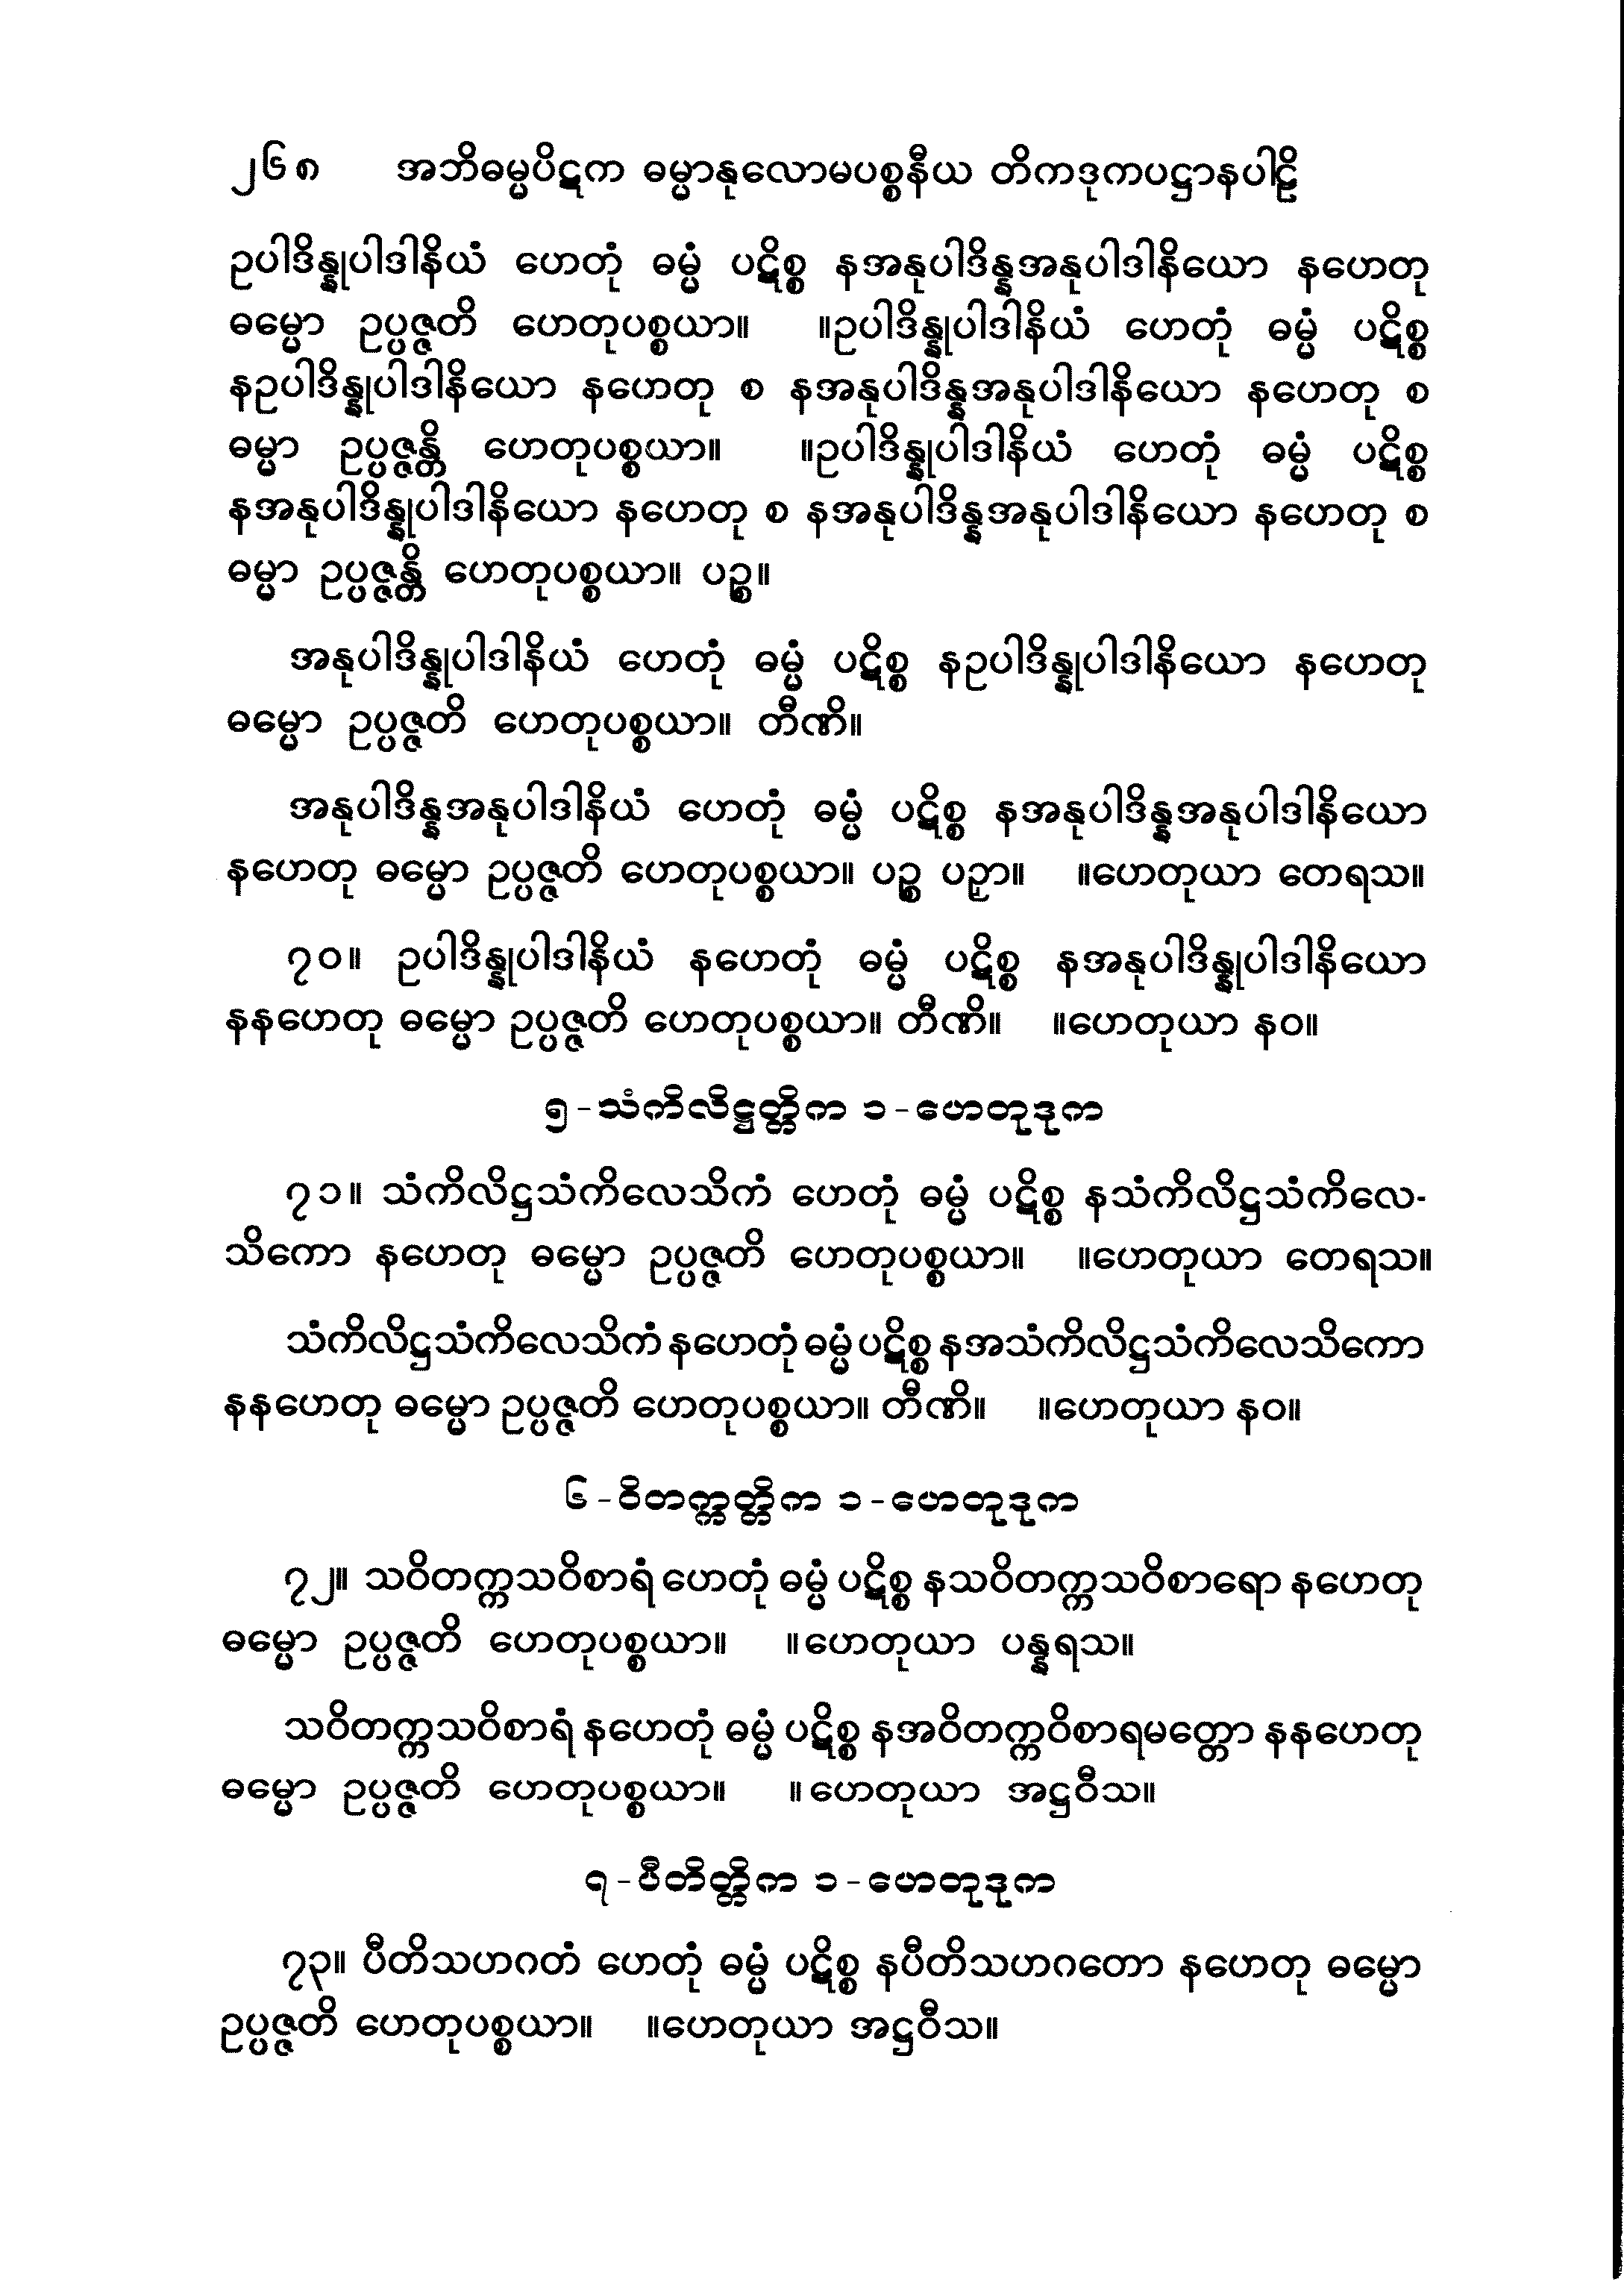 ၂၆၈ အဘိဓမ္မပိဋက ဓမ္မာနုလောမပစ္စနီယ တိကဒုကပဋ္ဌာနပါဠိ
ဥပါဒိန္နုပါဒါနိယံ ဟေတုံ ဓမ္မံ ပဋိစ္စ နအနုပါဒိန္နအနုပါဒါနိယော နဟေတု
ဓမ္မော ဥပ္ပဇ္ဇတိ ဟေတုပစ္စယာ။ ။ဥပါဒိန္နုပါဒါနိယံ ဟေတုံ ဓမ္မံ ပဋိစ္စ
နဥပါဒိန္နုပါဒါနိယော နဟေတု စ နအနုပါဒိန္နအနုပါဒါနိယော နဟေတု စ
ဓမ္မာ ဥပ္ပဇ္ဇန္တိ ဟေတုပစ္စယာ။ ။ဥပါဒိန္နုပါဒါနိယံ ဟေတုံ ဓမ္မံ ပဋိစ္စ
နအနုပါဒိန္နုပါဒါနိယော နဟေတု စ နအနုပါဒိန္နအနုပါဒါနိယော နဟေတု စ
ဓမ္မာ ဥပ္ပဇ္ဇန္တိ ဟေတုပစ္စယာ။ ပဉ္စ။
အနုပါဒိန္နုပါဒါနိယံ ဟေတုံ ဓမ္မံ ပဋိစ္စ နဥပါဒိန္နုပါဒါနိယော နဟေတု
ဓမ္မော ဥပ္ပဇ္ဇတိ ဟေတုပစ္စယာ။ တီဏိ။
အနုပါဒိန္နအနုပါဒါနိယံ ဟေတုံ ဓမ္မံ ပဋိစ္စ နအနုပါဒိန္နအနုပါဒါနိယော
နဟေတု ဓမ္မော ဥပ္ပဇ္ဇတိ ဟေတုပစ္စယာ။ ပဉ္စ ပဉှာ။ ။ဟေတုယာ တေရသ။
၇၀။ ဥပါဒိန္နုပါဒါနိယံ နဟေတုံ ဓမ္မံ ပဋိစ္စ နအနုပါဒိန္နုပါဒါနိယော
နနဟေတု ဓမ္မော ဥပ္ပဇ္ဇတိ ဟေတုပစ္စယာ။ တီဏိ။ ။ဟေတုယာ နဝ။
၅-သံကိလိဋ္ဌတ္တိက ၁-ဟေတုဒုက
၇၁။ သံကိလိဋ္ဌသံကိလေသိကံ ဟေတုံ ဓမ္မံ ပဋိစ္စ နသံကိလိဋ္ဌသံကိလေ-
သိကော နဟေတု ဓမ္မော ဥပ္ပဇ္ဇတိ ဟေတုပစ္စယာ။ ။ဟေတုယာ တေရသ။
သံကိလိဋ္ဌသံကိလေသိကံ နဟေတုံ ဓမ္မံ ပဋိစ္စ နအသံကိလိဋ္ဌသံကိလေသိကော
နနဟေတု ဓမ္မော ဥပ္ပဇ္ဇတိ ဟေတုပစ္စယာ။ တီဏိ။ ။ဟေတုယာ နဝ။
၆-ဝိတက္ကတ္တိက ၁-ဟေတုဒုက
၇၂။ သဝိတက္ကသဝိစာရံ ဟေတုံ ဓမ္မံ ပဋိစ္စ နသဝိတက္ကသဝိစာရော နဟေတု
ဓမ္မော ဥပ္ပဇ္ဇတိ ဟေတုပစ္စယာ။ ။ဟေတုယာ ပန္နရသ။
သဝိတက္ကသဝိစာရံ နဟေတုံ ဓမ္မံ ပဋိစ္စ နအဝိတက္ကဝိစာရမတ္တော နနဟေတု
ဓမ္မော ဥပ္ပဇ္ဇတိ ဟေတုပစ္စယာ။ ။ဟေတုယာ အဋ္ဌဝီသ။
၇-ပီတိတ္တိက ၁-ဟေတုဒုက
၇၃။ ပီတိသဟဂတံ ဟေတုံ ဓမ္မံ ပဋိစ္စ နပီတိသဟဂတော နဟေတု ဓမ္မော
ဥပ္ပဇ္ဇတိ ဟေတုပစ္စယာ။ ။ဟေတုယာ အဋ္ဌဝီသ။